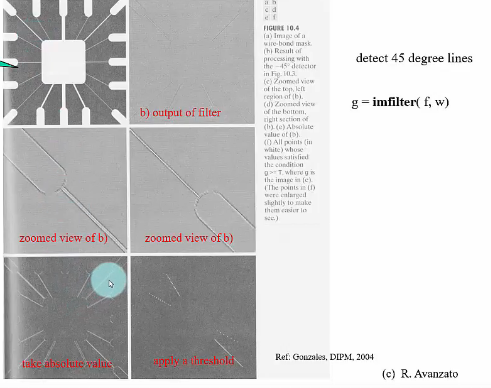 a b
c d
e f
FIGURE 10.4
(a) Image of a
wire-bond mask.
(b) Result of
processing with
the −45° detector
in Fig. 10.3.
(c) Zoomed view
of the top, left
region of (b).
(d) Zoomed view
of the bottom,
right section of
(b). (e) Absolute
value of (b).
(f) All points (in
white) whose
values satisfied
the condition
g >= T, where g is
the image in (e).
(The points in (f)
were enlarged
slightly to make
them easier to
see.)
detect 45 degree lines
g = imfilter( f, w)
b) output of filter
zoomed view of b)
zoomed view of b)
take absolute value
apply a threshold
Ref: Gonzales, DIPM, 2004
(c) R. Avanzato